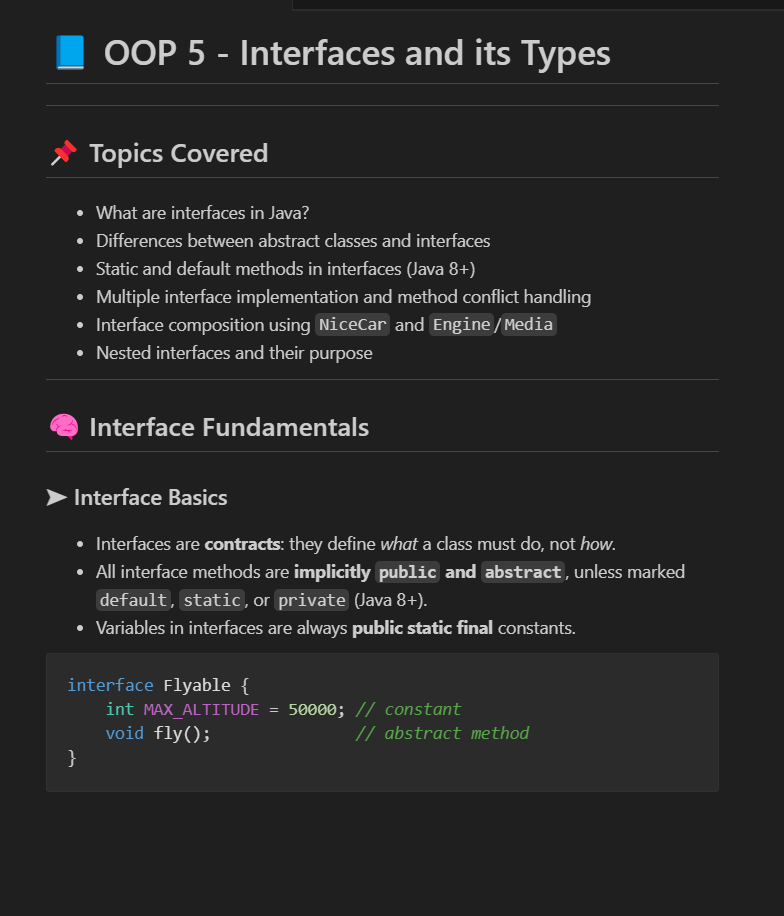 📘 OOP 5 - Interfaces and its Types
📌 Topics Covered
• What are interfaces in Java?
• Differences between abstract classes and interfaces
• Static and default methods in interfaces (Java 8+)
• Multiple interface implementation and method conflict handling
• Interface composition using NiceCar and Engine/Media
• Nested interfaces and their purpose
🧠 Interface Fundamentals
➤ Interface Basics
• Interfaces are contracts: they define what a class must do, not how.
• All interface methods are implicitly public and abstract, unless marked
default, static, or private (Java 8+).
• Variables in interfaces are always public static final constants.
interface Flyable {
    int MAX_ALTITUDE = 50000; // constant
    void fly();               // abstract method
}